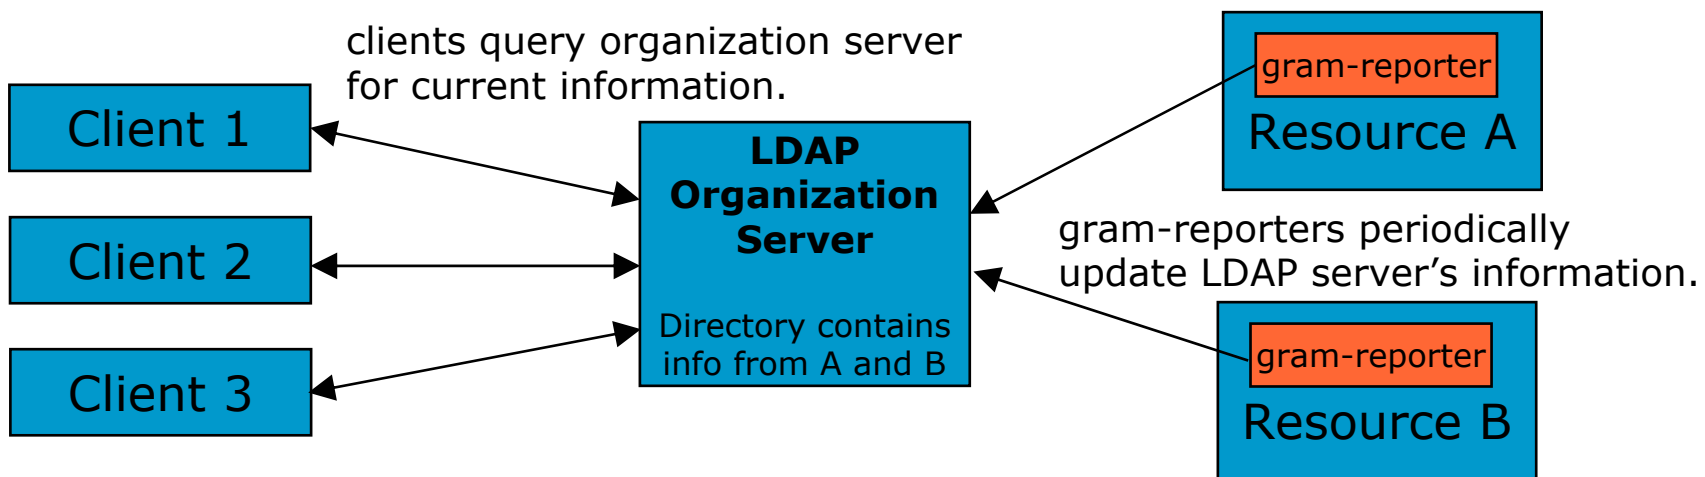 clients query organization server
for current information.
Client 1
Client 2
Client 3
LDAP
Organization
Server
Directory contains
info from A and B
gram-reporter
Resource A
gram-reporters periodically
update LDAP server’s information.
gram-reporter
Resource B